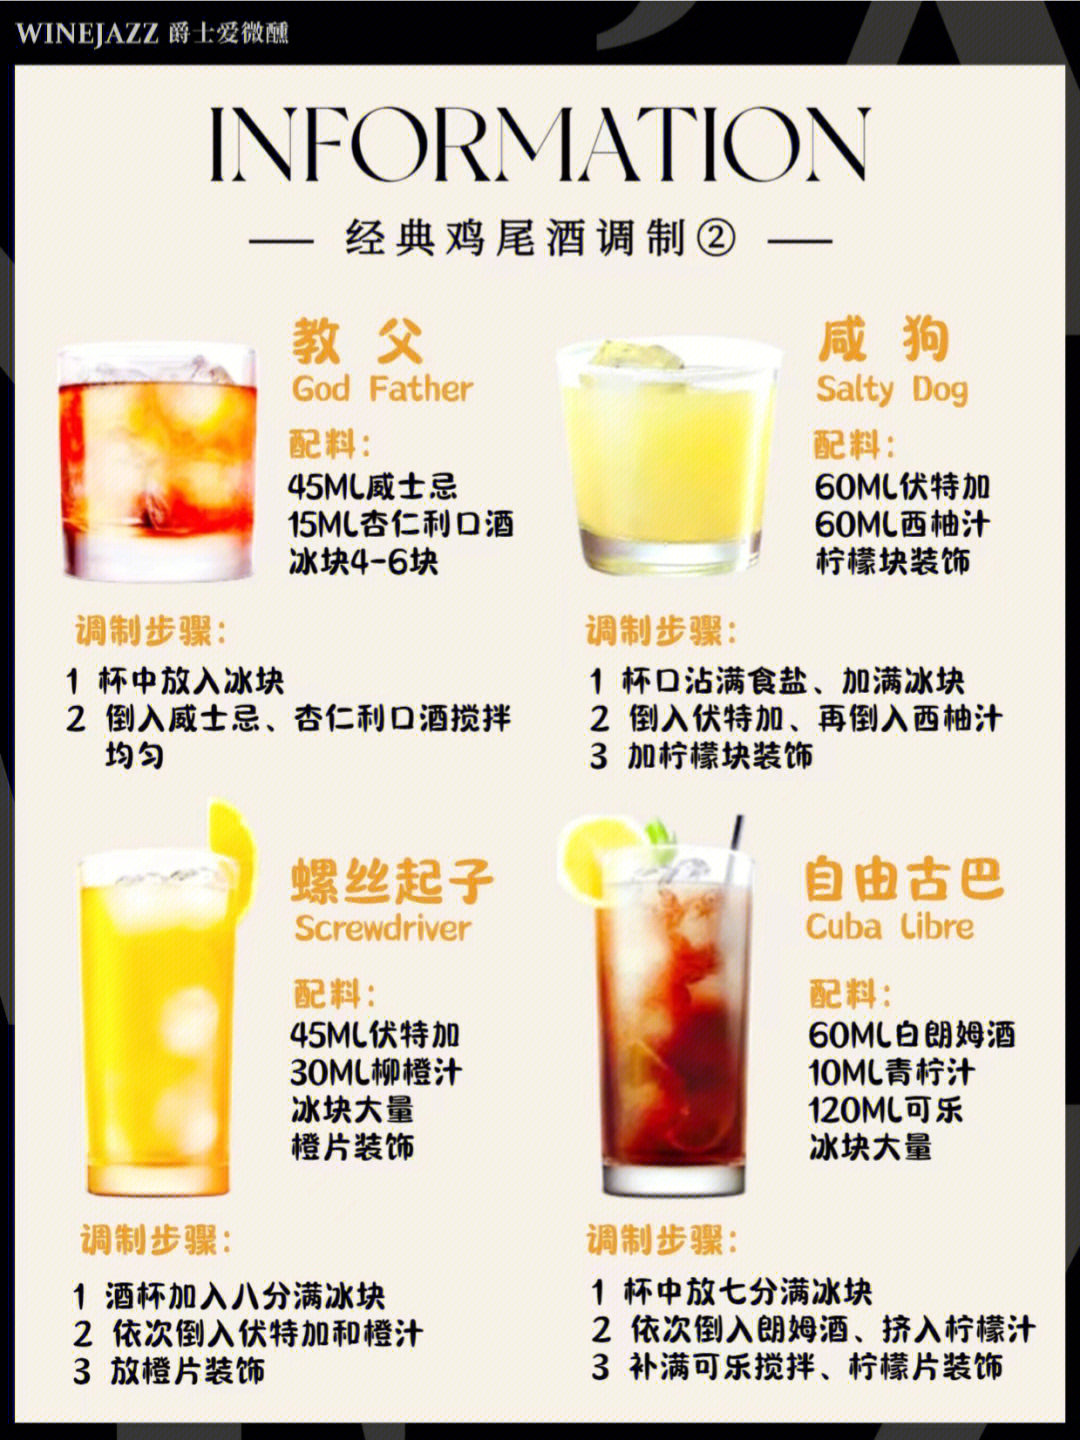 WINEJAZZ 爵士爱微醺
INFORMATION
经典鸡尾酒调制②
教 父
God Father
配料：
45ML威士忌
15ML杏仁利口酒
冰块4-6块
调制步骤：
1 杯中放入冰块
2 倒入威士忌、杏仁利口酒搅拌
均匀
咸 狗
Salty Dog
配料：
60ML伏特加
60ML西柚汁
柠檬块装饰
调制步骤：
1 杯口沾满食盐、加满冰块
2 倒入伏特加、再倒入西柚汁
3 加柠檬块装饰
螺丝起子
Screwdriver
配料：
45ML伏特加
30ML柳橙汁
冰块大量
橙片装饰
调制步骤：
1 酒杯加入八分满冰块
2 依次倒入伏特加和橙汁
3 放橙片装饰
自由古巴
Cuba Libre
配料：
60ML白朗姆酒
10ML青柠汁
120ML可乐
冰块大量
调制步骤：
1 杯中放七分满冰块
2 依次倒入朗姆酒、挤入柠檬汁
3 补满可乐搅拌、柠檬片装饰